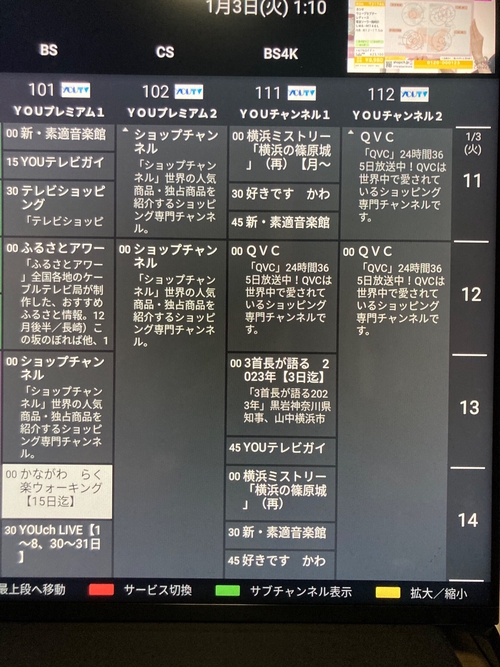 1月3日(火) 1:10
BS
CS
BS4K
101 YOUテレビ
YOUプレミアム1
102
YOUプレミアム2
111
YOUチャンネル1
112
YOUチャンネル2
00 新・素適音楽館
15 YOUテレビガイ
30 テレビショッピ
ング
「テレビショッピ
00 ふるさとアワー
「ふるさとアワー
」全国各地のケー
ブルテレビ局が制
作した、おすすめ
ふるさと情報。12
月後半/長崎)こ
の坂のぼれば他、1
00 ショップチャン
ネル
「ショップチャン
ネル」世界の人気
商品・独占商品を
紹介するショッピ
ング専門チャンネ
ル。
00 かながわ らく
楽ウォーキング
【15日迄】
30 YOUch LIVE【1
～8、30～31日
】
ショップチャン
ネル
「ショップチャン
ネル」世界の人気
商品・独占商品を
紹介するショッピ
ング専門チャンネ
ル。
00 ショップチャン
ネル
「ショップチャン
ネル」世界の人気
商品・独占商品を
紹介するショッピ
ング専門チャンネ
ル。
00 横浜ミストリー
「横浜の篠原城
」(再)【月～
30 好きです かわ
45 新・素適音楽館
00 QVC
「QVC」24時間36
5日放送中!QVCは
世界中で愛されて
いるショッピング
専門チャンネルで
す。
00 3首長が語る 2
023年【3日迄】
「3首長が語る202
3年」黒岩神奈川県
知事、山中横浜市
45 YOUテレビガイ
00 横浜ミストリー
「横浜の篠原城
」(再)
30 新・素適音楽館
45 好きです かわ
QVC
「QVC」24時間36
5日放送中!QVCは
世界中で愛されて
いるショッピング
専門チャンネルで
す。
00 QVC
「QVC」24時間36
5日放送中!QVCは
世界中で愛されて
いるショッピング
専門チャンネルで
す。
1/3
(火)
11
12
13
14
最上段へ移動
サービス切換
サブチャンネル表示
拡大/縮小